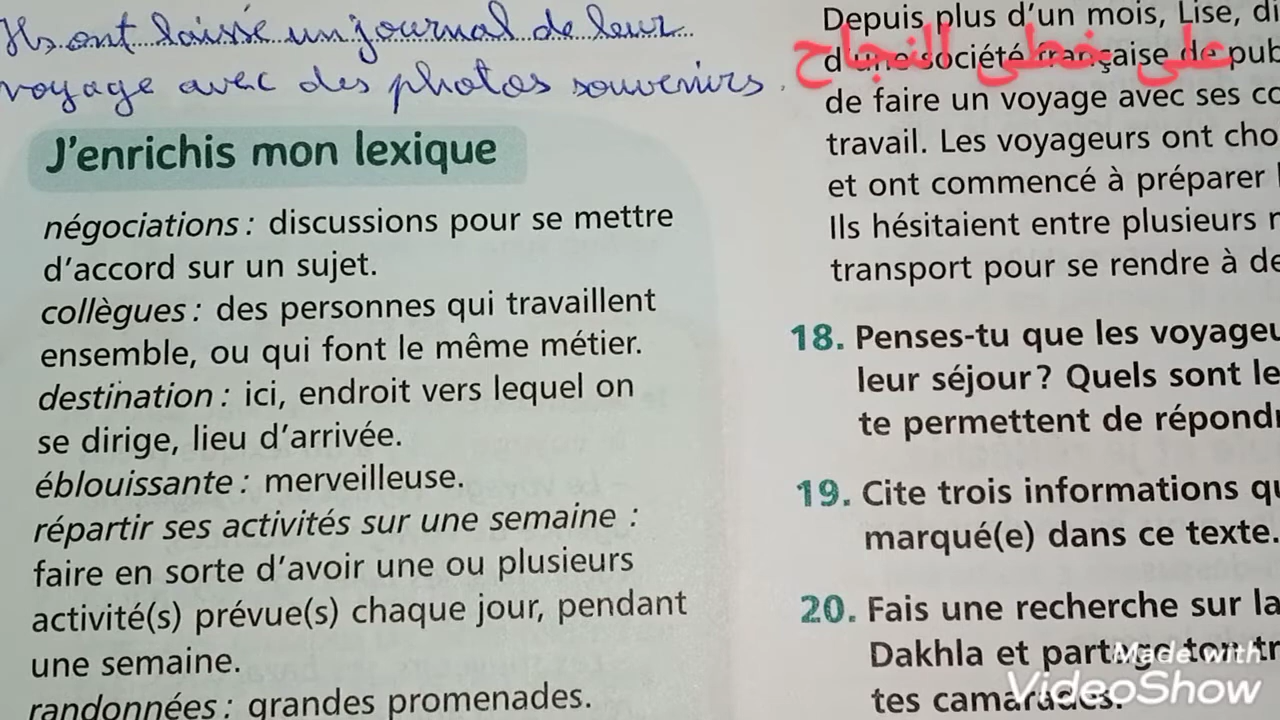 Ils ont laissé un journal de leur
voyage avec des photos souvenirs.
J'enrichis mon lexique
négociations : discussions pour se mettre
d'accord sur un sujet.
collègues : des personnes qui travaillent
ensemble, ou qui font le même métier.
destination : ici, endroit vers lequel on
se dirige, lieu d'arrivée.
éblouissante : merveilleuse.
répartir ses activités sur une semaine :
faire en sorte d'avoir une ou plusieurs
activité(s) prévue(s) chaque jour, pendant
une semaine.
randonnées : grandes promenades.
Depuis plus d'un mois, Lise, di
d'une société française de pub
على خطى النجاح
de faire un voyage avec ses co
travail. Les voyageurs ont cho
et ont commencé à préparer l
Ils hésitaient entre plusieurs
transport pour se rendre à de
18. Penses-tu que les voyageu
leur séjour ? Quels sont le
te permettent de répond
19. Cite trois informations qu
marqué(e) dans ce texte.
20. Fais une recherche sur la
Dakhla et partage ton tr
tes camarades.
Made with
VideoShow